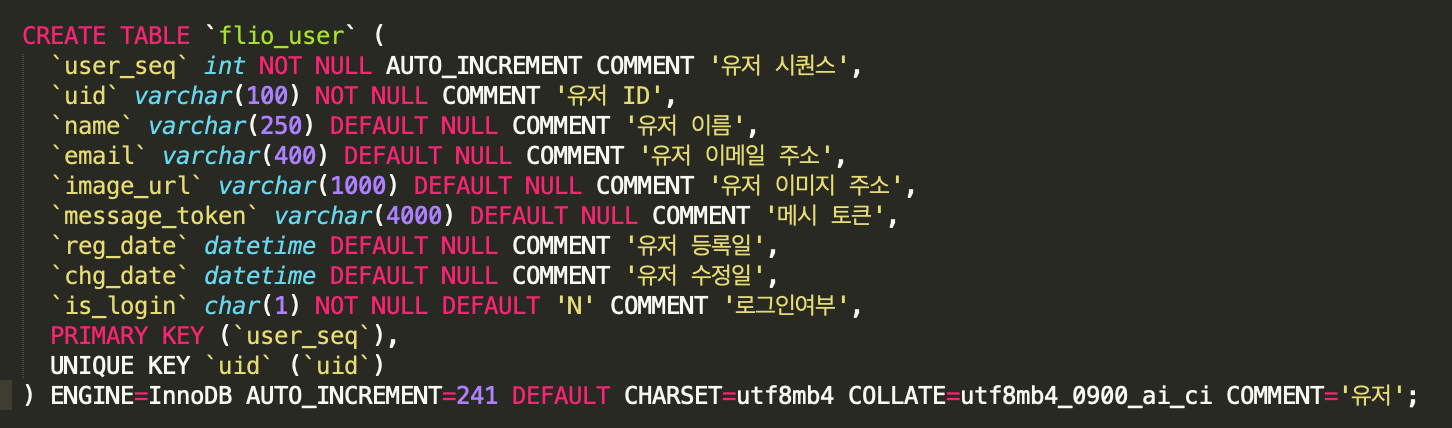 CREATE TABLE `flio_user` (
`user_seq` int NOT NULL AUTO_INCREMENT COMMENT '유저 시퀀스',
`uid` varchar(100) NOT NULL COMMENT '유저 ID',
`name` varchar(250) DEFAULT NULL COMMENT '유저 이름',
`email` varchar(400) DEFAULT NULL COMMENT '유저 이메일 주소',
`image_url` varchar(1000) DEFAULT NULL COMMENT '유저 이미지 주소',
`message_token` varchar(4000) DEFAULT NULL COMMENT '메시 토큰',
`reg_date` datetime DEFAULT NULL COMMENT '유저 등록일',
`chg_date` datetime DEFAULT NULL COMMENT '유저 수정일',
`is_login` char(1) NOT NULL DEFAULT 'N' COMMENT '로그인여부',
PRIMARY KEY (`user_seq`),
UNIQUE KEY `uid` (`uid`)
) ENGINE=InnoDB AUTO_INCREMENT=241 DEFAULT CHARSET=utf8mb4 COLLATE=utf8mb4_0900_ai_ci COMMENT='유저';